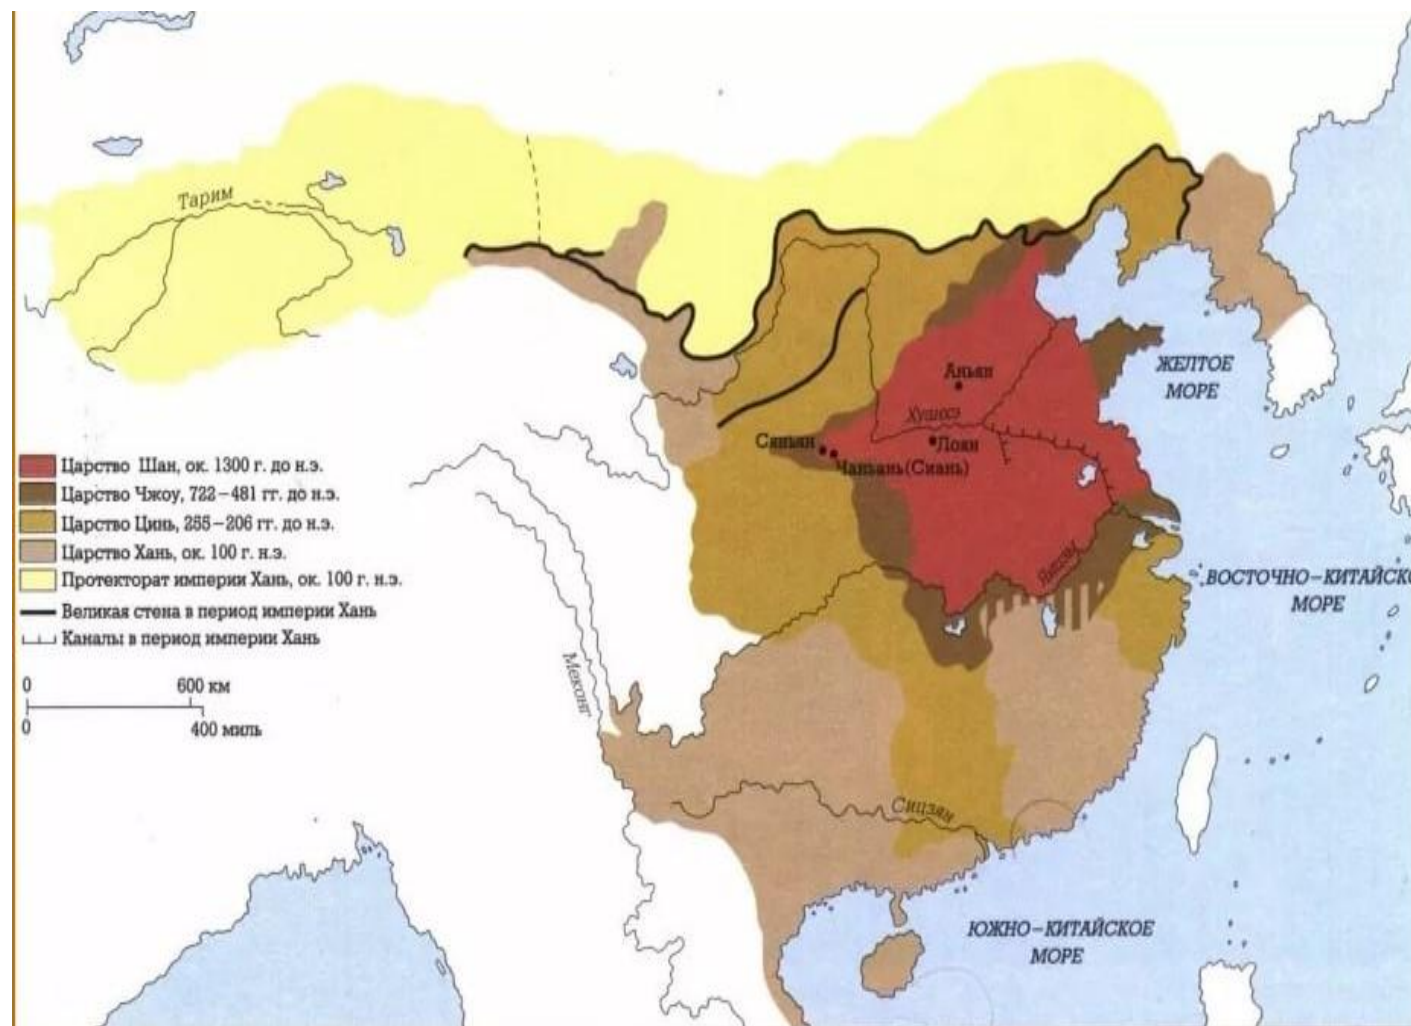 Тарим
Аньян
Хуанхэ
Сяньян
Лоян
Чаньань(Сиань)
Янцзы
Меконг
Сицзян
ЖЕЛТОЕ
МОРЕ
ВОСТОЧНО–КИТАЙСКО
МОРЕ
ЮЖНО–КИТАЙСКОЕ
МОРЕ
Царство Шан, ок. 1300 г. до н.э.
Царство Чжоу, 722–481 гг. до н.э.
Царство Цинь, 255–206 гг. до н.э.
Царство Хань, ок. 100 г. н.э.
Протекторат империи Хань, ок. 100 г. н.э.
Великая стена в период империи Хань
Каналы в период империи Хань
0 600 км
0 400 миль